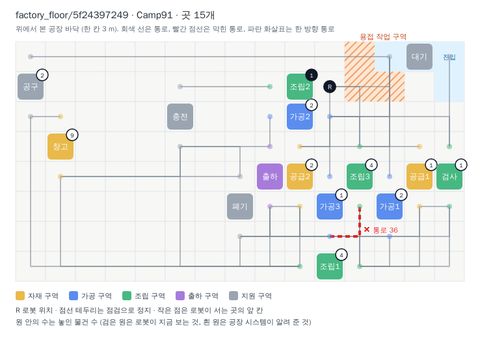 factory_floor/5f24397249 · Camp91 · 곳 15개
위에서 본 공장 바닥 (한 칸 3 m). 회색 선은 통로, 빨간 점선은 막힌 통로, 파란 화살표는 한 방향 통로
용접 작업 구역
대기
진입
공구 2
조립2 1
R
충전
가공2 2
창고 9
출하
공급2 2
조립3 4
공급1 1
검사 1
폐기
가공3 1
가공1 2
✕ 통로 36
조립1 4
자재 구역 가공 구역 조립 구역 출하 구역 지원 구역
R 로봇 위치 · 점선 테두리는 점검으로 정지 · 작은 점은 로봇이 서는 곳의 앞 칸
원 안의 수는 놓인 물건 수 (검은 원은 로봇이 지금 보는 것, 흰 원은 공장 시스템이 알려 준 것)